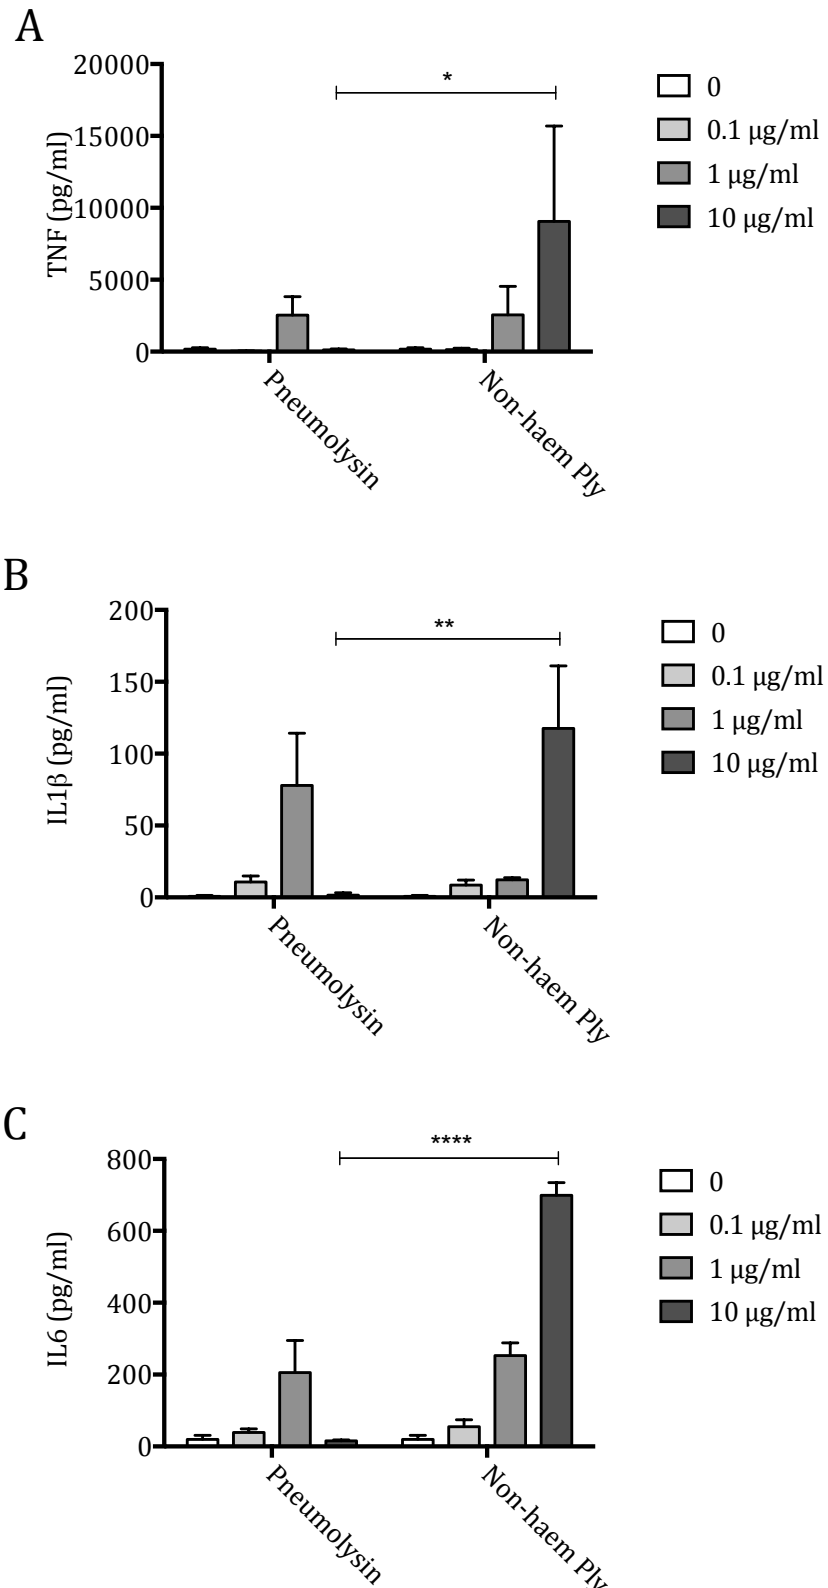 A
TNF (pg/ml)
20000
15000
10000
5000
0
*
0
0.1 µg/ml
1 µg/ml
10 µg/ml
Pneumolysin
Non-haem Ply
B
IL1β (pg/ml)
200
150
100
50
0
**
0
0.1 µg/ml
1 µg/ml
10 µg/ml
Pneumolysin
Non-haem Ply
C
IL6 (pg/ml)
800
600
400
200
0
****
0
0.1 µg/ml
1 µg/ml
10 µg/ml
Pneumolysin
Non-haem Ply